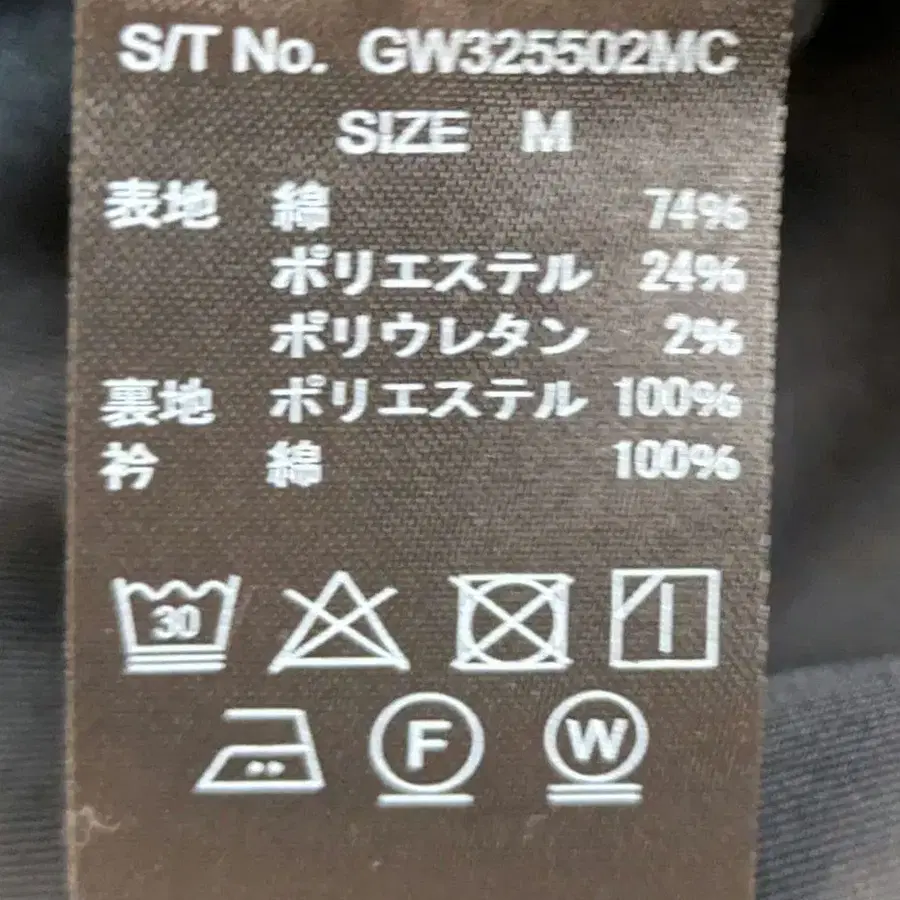 S/T No. GW325502MC
SIZE M
表地 綿 74%
ポリエステル 24%
ポリウレタン 2%
裏地 ポリエステル 100%
衿 綿 100%
30
F W